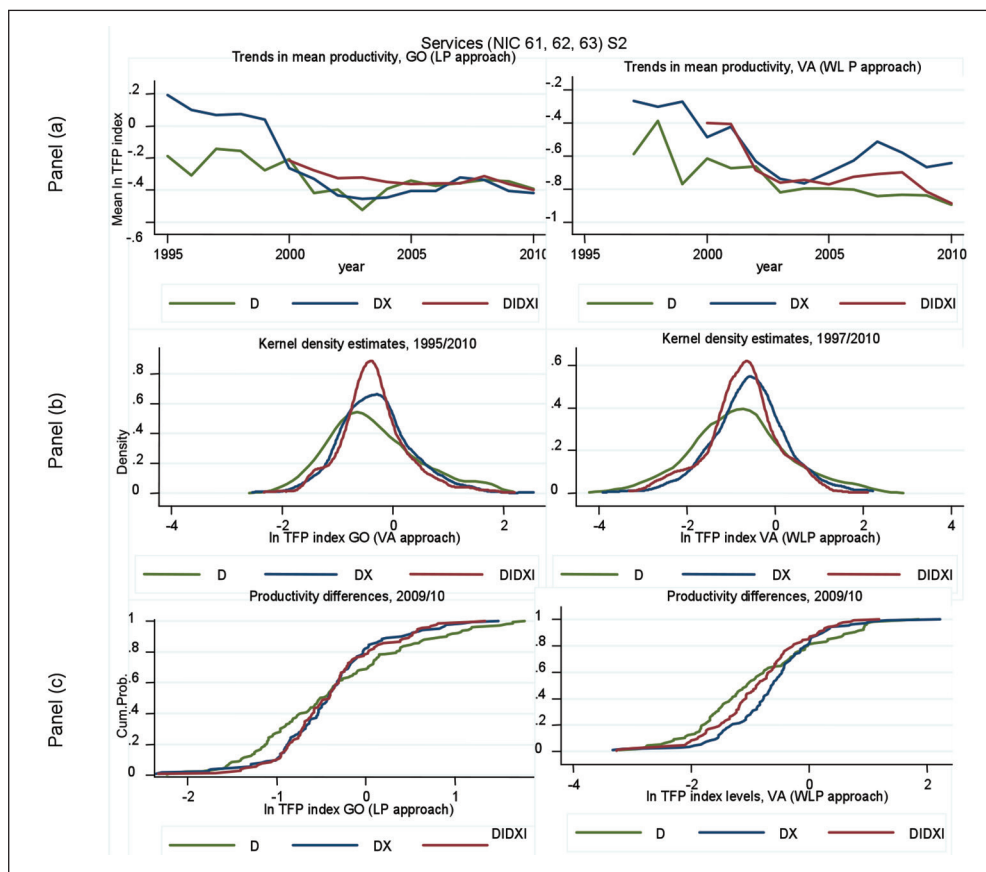 Services (NIC 61, 62, 63) S2
Panel (a)
Trends in mean productivity, GO (LP approach)
Mean ln TFP index
.2
0
-.2
-.4
-.6
1995 2000 2005 2010
year
D DX DIDXI
Trends in mean productivity, VA (WL P approach)
-.2
-.4
-.6
-.8
-1
1995 2000 2005 2010
year
D DX DIDXI
Panel (b)
Kernel density estimates, 1995/2010
Density
.8
.6
.4
.2
0
-4 -2 0 2
ln TFP index GO (VA approach)
D DX DIDXI
Kernel density estimates, 1997/2010
.6
.4
.2
0
-4 -2 0 2 4
ln TFP index VA (WLP approach)
D DX DIDXI
Panel (c)
Productivity differences, 2009/10
Cum.Prob.
1
.8
.6
.4
.2
0
-2 -1 0 1
ln TFP index GO (LP approach)
D DX DIDXI
Productivity differences, 2009/10
1
.8
.6
.4
.2
0
-4 -2 0 2
ln TFP index levels, VA (WLP approach)
D DX DIDXI